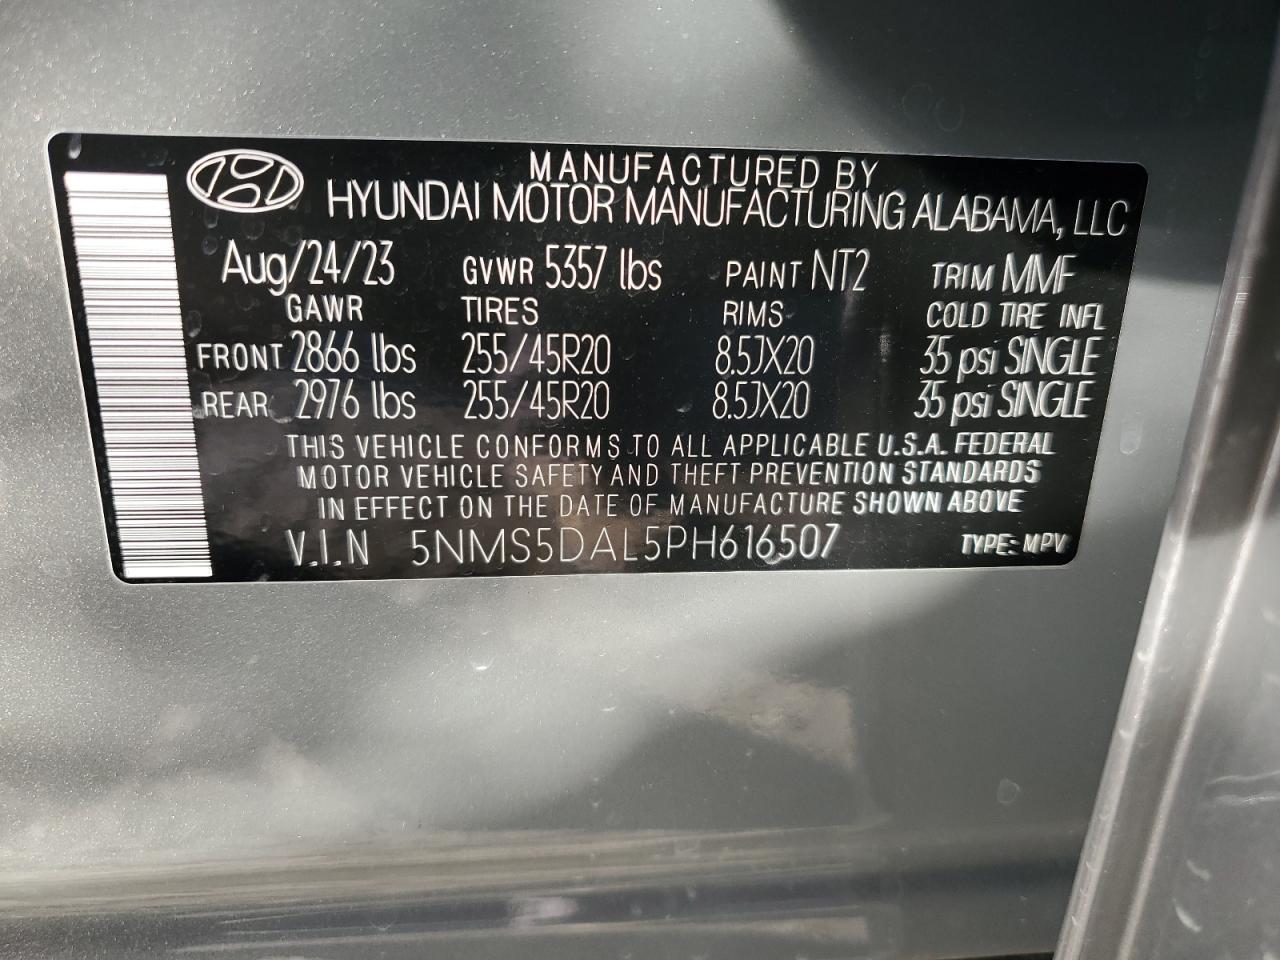 MANUFACTURED BY
HYUNDAI MOTOR MANUFACTURING ALABAMA, LLC
Aug/24/23 GVWR 5357 lbs PAINT NT2 TRIM MMF
GAWR TIRES RIMS COLD TIRE INFL
FRONT 2866 lbs 255/45R20 8.5JX20 35 psi SINGLE
REAR 2976 lbs 255/45R20 8.5JX20 35 psi SINGLE
THIS VEHICLE CONFORMS TO ALL APPLICABLE U.S.A. FEDERAL
MOTOR VEHICLE SAFETY AND THEFT PREVENTION STANDARDS
IN EFFECT ON THE DATE OF MANUFACTURE SHOWN ABOVE
V.I.N 5NMS5DAL5PH616507 TYPE: MPV